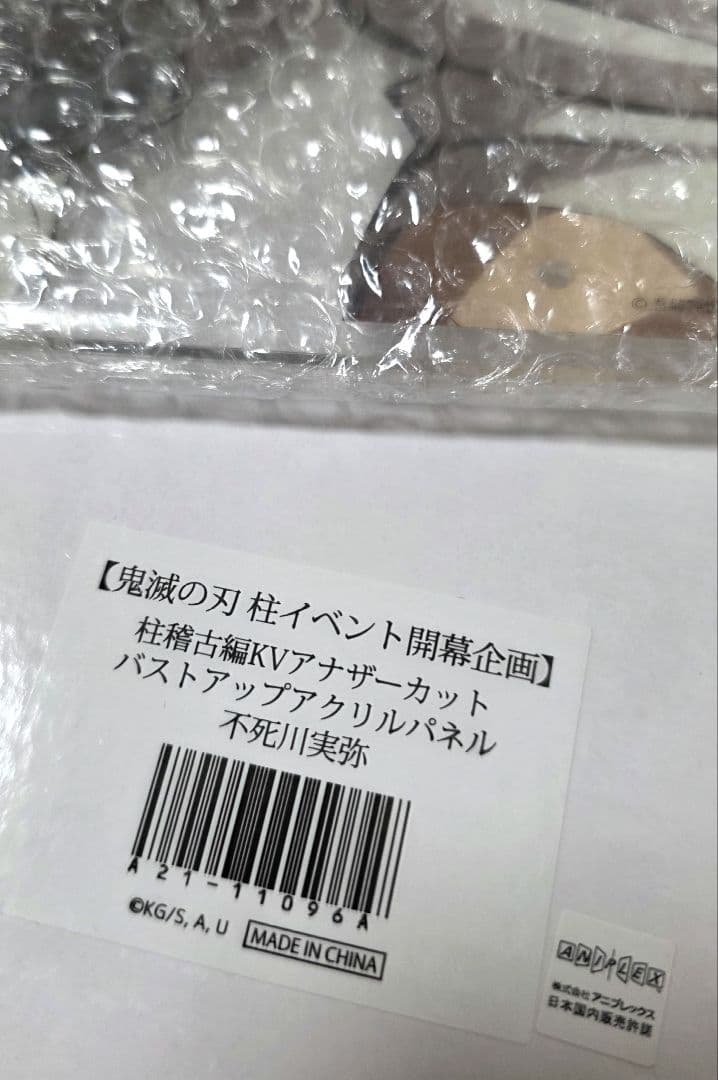 ©
【鬼滅の刃 柱イベント開幕企画】
柱稽古編KVアナザーカット
バストアップアクリルパネル
不死川実弥
A21-11096A
©KG/S, A, U
MADE IN CHINA
ANIPLEX
株式会社アニプレックス
日本国内販売許諾